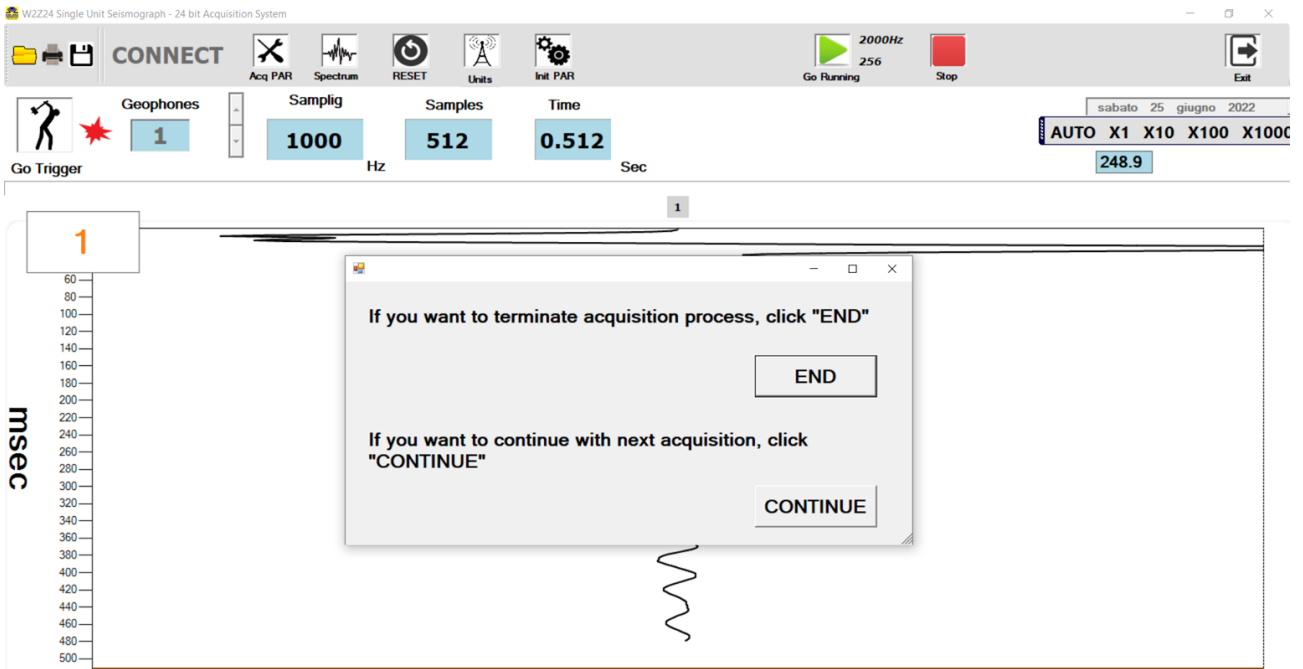 W2Z24 Single Unit Seismograph - 24 bit Acquisition System
CONNECT
Acq PAR
Spectrum
RESET
Units
Init PAR
Go Running
2000Hz
256
Stop
Exit
Go Trigger
Geophones
1
Samplig
1000
Hz
Samples
512
Time
0.512
Sec
sabato 25 giugno 2022
AUTO X1 X10 X100 X1000
248.9
1
1
msec
60
80
100
120
140
160
180
200
220
240
260
280
300
320
340
360
380
400
420
440
460
480
500
If you want to terminate acquisition process, click "END"
END
If you want to continue with next acquisition, click
"CONTINUE"
CONTINUE